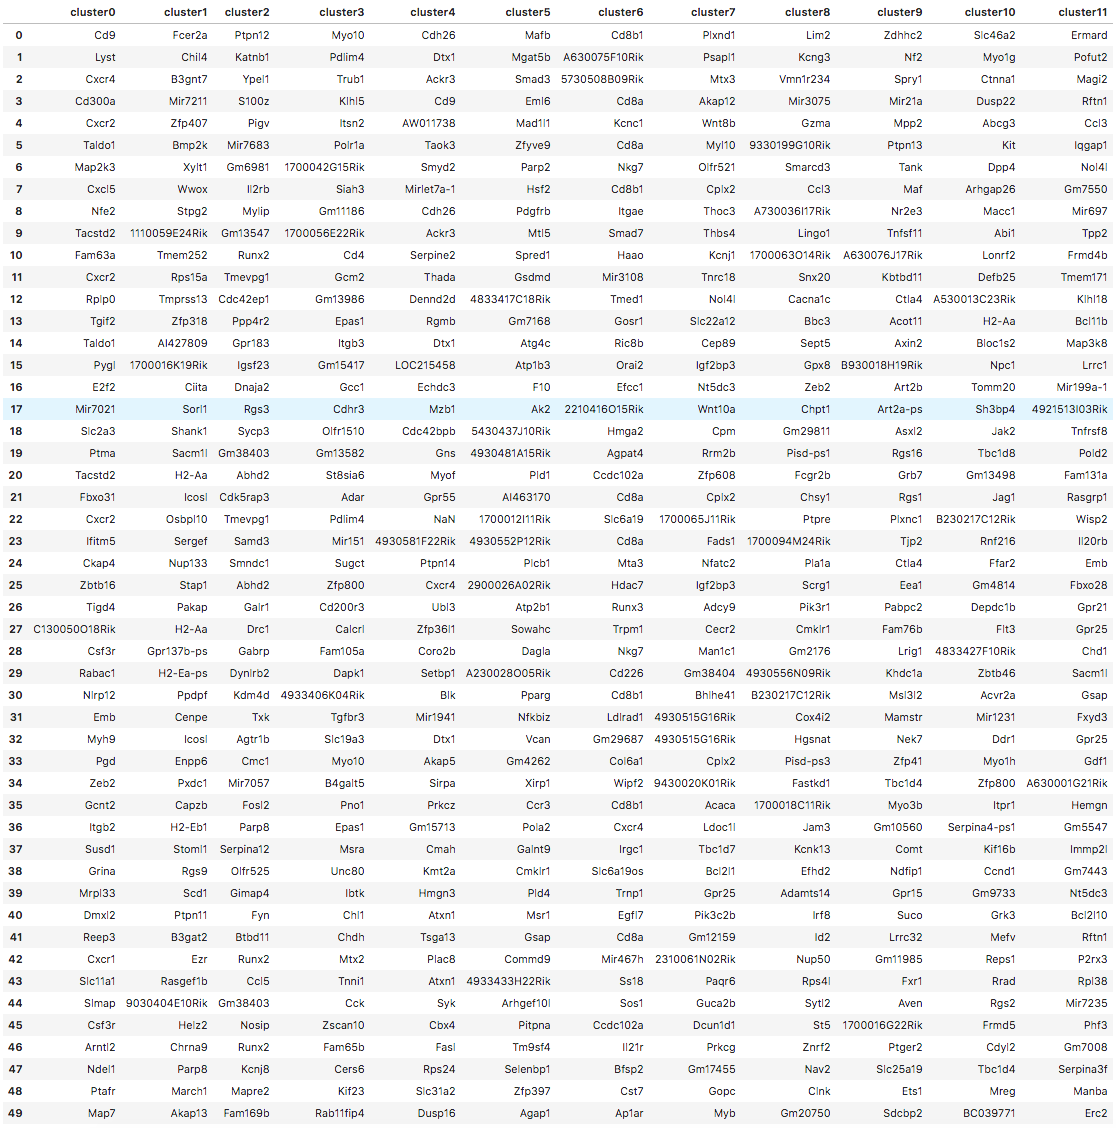 cluster0 cluster1 cluster2 cluster3 cluster4 cluster5 cluster6 cluster7 cluster8 cluster9 cluster10 cluster11
0 Cd9 Fcer2a Ptpn12 Myo10 Cdh26 Mafb Cd8b1 Plxnd1 Lim2 Zdhhc2 Slc46a2 Ermard
1 Lyst Chil4 Katnb1 Pdlim4 Dtx1 Mgat5b A630075F10Rik Psapl1 Kcng3 Nf2 Myo1g Pofut2
2 Cxcr4 B3gnt7 Ypel1 Trub1 Ackr3 Smad3 5730508B09Rik Mtx3 Vmn1r234 Spry1 Ctnna1 Magi2
3 Cd300a Mir7211 S100z Klhl5 Cd9 Eml6 Cd8a Akap12 Mir3075 Mir21a Dusp22 Rftn1
4 Cxcr2 Zfp407 Pigv Itsn2 AW011738 Mad1l1 Kcnc1 Wnt8b Gzma Mpp2 Abcg3 Ccl3
5 Taldo1 Bmp2k Mir7683 Polr1a Taok3 Zfyve9 Cd8a Myl10 9330199G10Rik Ptpn13 Kit Iqgap1
6 Map2k3 Xylt1 Gm6981 1700042G15Rik Smyd2 Parp2 Nkg7 Olfr521 Smarcd3 Tank Dpp4 Nol4l
7 Cxcl5 Wwox Il2rb Siah3 Mirlet7a-1 Hsf2 Cd8b1 Cplx2 Ccl3 Maf Arhgap26 Gm7550
8 Nfe2 Stpg2 Mylip Gm11186 Cdh26 Pdgfrb Itgae Thoc3 A730036I17Rik Nr2e3 Macc1 Mir697
9 Tacstd2 1110059E24Rik Gm13547 1700056E22Rik Ackr3 Mtl5 Smad7 Thbs4 Lingo1 Tnfsf11 Abi1 Tpp2
10 Fam63a Tmem252 Runx2 Cd4 Serpine2 Spred1 Haao Kcnj1 1700063O14Rik A630076J17Rik Lonrf2 Frmd4b
11 Cxcr2 Rps15a Tmevpg1 Gcm2 Thada Gsdmd Mir3108 Tnrc18 Snx20 Kbtbd11 Defb25 Tmem171
12 Rplp0 Tmprss13 Cdc42ep1 Gm13986 Dennd2d 4833417C18Rik Tmed1 Nol4l Cacna1c Ctla4 A530013C23Rik Klhl18
13 Tgif2 Zfp318 Ppp4r2 Epas1 Rgmb Gm7168 Gosr1 Slc22a12 Bbc3 Acot11 H2-Aa Bcl11b
14 Taldo1 AI427809 Gpr183 Itgb3 Dtx1 Atg4c Ric8b Cep89 Sept5 Axin2 Bloc1s2 Map3k8
15 Pygl 1700016K19Rik Igsf23 Gm15417 LOC215458 Atp1b3 Orai2 Igf2bp3 Gpx8 B930018H19Rik Npc1 Lrrc1
16 E2f2 Ciita Dnaja2 Gcc1 Echdc3 F10 Efcc1 Nt5dc3 Zeb2 Art2b Tomm20 Mir199a-1
17 Mir7021 Sorl1 Rgs3 Cdhr3 Mzb1 Ak2 2210416O15Rik Wnt10a Chpt1 Art2a-ps Sh3bp4 4921513I03Rik
18 Slc2a3 Shank1 Sycp3 Olfr1510 Cdc42bpb 5430437J10Rik Hmga2 Cpm Gm29811 Asxl2 Jak2 Tnfrsf8
19 Ptma Sacm1l Gm38403 Gm13582 Gns 4930481A15Rik Agpat4 Rrm2b Pisd-ps1 Rgs16 Tbc1d8 Pold2
20 Tacstd2 H2-Aa Abhd2 St8sia6 Myof Pld1 Ccdc102a Zfp608 Fcgr2b Grb7 Gm13498 Fam131a
21 Fbxo31 Icosl Cdk5rap3 Adar Gpr55 AI463170 Cd8a Cplx2 Chsy1 Rgs1 Jag1 Rasgrp1
22 Cxcr2 Osbpl10 Tmevpg1 Pdlim4 NaN 1700012I11Rik Slc6a19 1700065J11Rik Ptpre Plxnc1 B230217C12Rik Wisp2
23 Ifitm5 Sergef Samd3 Mir151 4930581F22Rik 4930552P12Rik Cd8a Fads1 1700094M24Rik Tjp2 Rnf216 Il20rb
24 Ckap4 Nup133 Smndc1 Sugct Ptpn14 Plcb1 Mta3 Nfatc2 Pla1a Ctla4 Ffar2 Emb
25 Zbtb16 Stap1 Abhd2 Zfp800 Cxcr4 2900026A02Rik Hdac7 Igf2bp3 Scrg1 Eea1 Gm4814 Fbxo28
26 Tigd4 Pakap Galr1 Cd200r3 Ubl3 Atp2b1 Runx3 Adcy9 Pik3r1 Pabpc2 Depdc1b Gpr21
27 C130050O18Rik H2-Aa Drc1 Calcrl Zfp36l1 Sowahc Trpm1 Cecr2 Cmklr1 Fam76b Flt3 Gpr25
28 Csf3r Gpr137b-ps Gabrp Fam105a Coro2b Dagla Nkg7 Man1c1 Gm2176 Lrig1 4833427F10Rik Chd1
29 Rabac1 H2-Ea-ps Dynlrb2 Dapk1 Setbp1 A230028O05Rik Cd226 Gm38404 4930556N09Rik Khdc1a Zbtb46 Sacm1l
30 Nlrp12 Ppdpf Kdm4d 4933406K04Rik Blk Pparg Cd8b1 Bhlhe41 B230217C12Rik Msl3l2 Acvr2a Gsap
31 Emb Cenpe Txk Tgfbr3 Mir1941 Nfkbiz Ldlrad1 4930515G16Rik Cox4i2 Mamstr Mir1231 Fxyd3
32 Myh9 Icosl Agtr1b Slc19a3 Dtx1 Vcan Gm29687 4930515G16Rik Hgsnat Nek7 Ddr1 Gpr25
33 Pgd Enpp6 Cmc1 Myo10 Akap5 Gm4262 Col6a1 Cplx2 Pisd-ps3 Zfp41 Myo1h Gdf1
34 Zeb2 Pxdc1 Mir7057 B4galt5 Sirpa Xirp1 Wipf2 9430020K01Rik Fastkd1 Tbc1d4 Zfp800 A630001G21Rik
35 Gcnt2 Capzb Fosl2 Pno1 Prkcz Ccr3 Cd8b1 Acaca 1700018C11Rik Myo3b Itpr1 Hemgn
36 Itgb2 H2-Eb1 Parp8 Epas1 Gm15713 Pola2 Cxcr4 Ldoc1l Jam3 Gm10560 Serpina4-ps1 Gm5547
37 Susd1 Stoml1 Serpina12 Msra Cmah Galnt9 Irgc1 Tbc1d7 Kcnk13 Comt Kif16b Immp2l
38 Grina Rgs9 Olfr525 Unc80 Kmt2a Cmklr1 Slc6a19os Bcl2l1 Efhd2 Ndfip1 Ccnd1 Gm7443
39 Mrpl33 Scd1 Gimap4 Ibtk Hmgn3 Pld4 Trnp1 Gpr25 Adamts14 Gpr15 Gm9733 Nt5dc3
40 Dmxl2 Ptpn11 Fyn Chl1 Atxn1 Msr1 Egfl7 Pik3c2b Irf8 Suco Grk3 Bcl2l10
41 Reep3 B3gat2 Btbd11 Chdh Tsga13 Gsap Cd8a Gm12159 Id2 Lrrc32 Mefv Rftn1
42 Cxcr1 Ezr Runx2 Mtx2 Plac8 Commd9 Mir467h 2310061N02Rik Nup50 Gm11985 Reps1 P2rx3
43 Slc11a1 Rasgef1b Ccl5 Tnni1 Atxn1 4933433H22Rik Ss18 Paqr6 Rps4l Fxr1 Rrad Rpl38
44 Slmap 9030404E10Rik Gm38403 Cck Syk Arhgef10l Sos1 Guca2b Sytl2 Aven Rgs2 Mir7235
45 Csf3r Helz2 Nosip Zscan10 Cbx4 Pitpna Ccdc102a Dcun1d1 St5 1700016G22Rik Frmd5 Phf3
46 Arntl2 Chrna9 Runx2 Fam65b Fasl Tm9sf4 Il21r Prkcg Znrf2 Ptger2 Cdyl2 Gm7008
47 Ndel1 Parp8 Kcnj8 Cers6 Rps24 Selenbp1 Bfsp2 Gm17455 Nav2 Slc25a19 Tbc1d4 Serpina3f
48 Ptafr March1 Mapre2 Kif23 Slc31a2 Zfp397 Cst7 Gopc Clnk Ets1 Mreg Manba
49 Map7 Akap13 Fam169b Rab11fip4 Dusp16 Agap1 Ap1ar Myb Gm20750 Sdcbp2 BC039771 Erc2